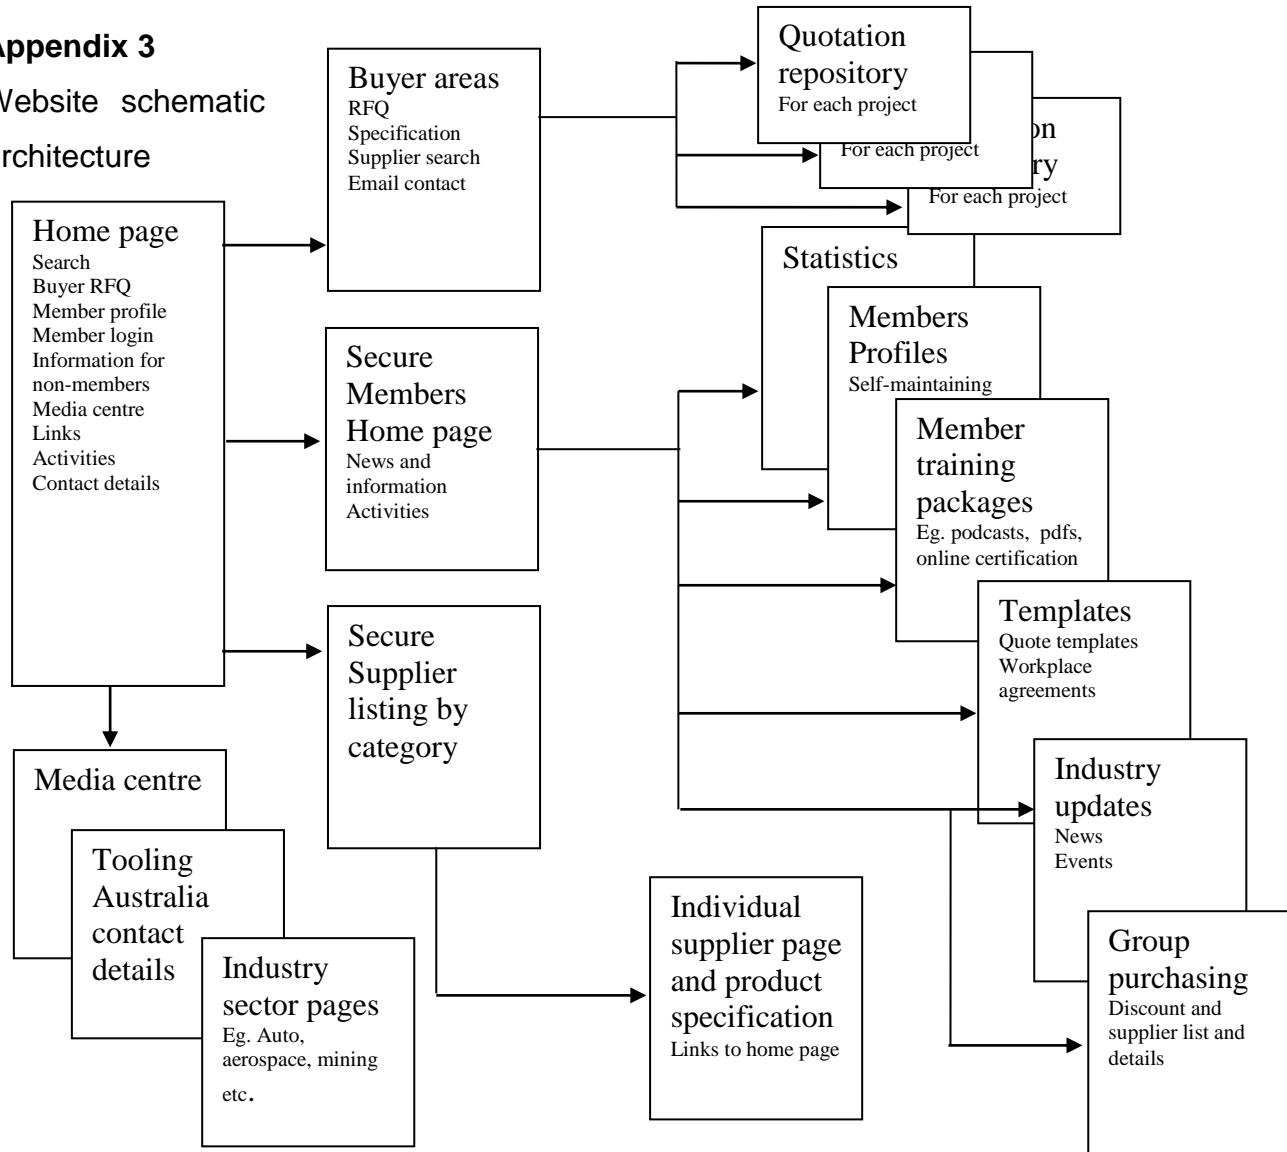 Appendix 3
Website schematic
architecture
Home page
Search
Buyer RFQ
Member profile
Member login
Information for
non-members
Media centre
Links
Activities
Contact details
Buyer areas
RFQ
Specification
Supplier search
Email contact
Quotation
repository
For each project
For each project
on
ry
For each project
Secure
Members
Home page
News and
information
Activities
Statistics
Members
Profiles
Self-maintaining
Member
training
packages
Eg. podcasts, pdfs,
online certification
Templates
Quote templates
Workplace
agreements
Industry
updates
News
Events
Group
purchasing
Discount and
supplier list and
details
Secure
Supplier
listing by
category
Individual
supplier page
and product
specification
Links to home page
Media centre
Tooling
Australia
contact
details
Industry
sector pages
Eg. Auto,
aerospace, mining
etc.